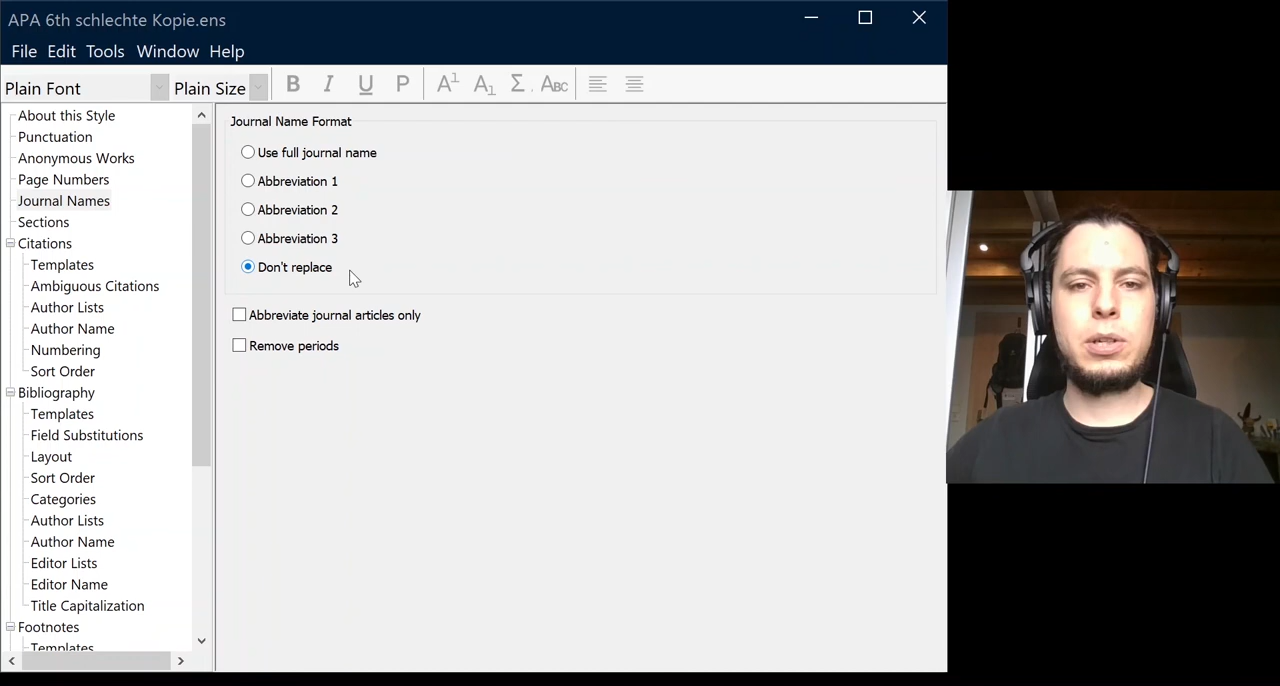 APA 6th schlechte Kopie.ens
File Edit Tools Window Help
Plain Font Plain Size B I U P A1 A1 Σ ABC
About this Style
Punctuation
Anonymous Works
Page Numbers
Journal Names
Sections
Citations
Templates
Ambiguous Citations
Author Lists
Author Name
Numbering
Sort Order
Bibliography
Templates
Field Substitutions
Layout
Sort Order
Categories
Author Lists
Author Name
Editor Lists
Editor Name
Title Capitalization
Footnotes
Templates
Journal Name Format
Use full journal name
Abbreviation 1
Abbreviation 2
Abbreviation 3
Don't replace
Abbreviate journal articles only
Remove periods